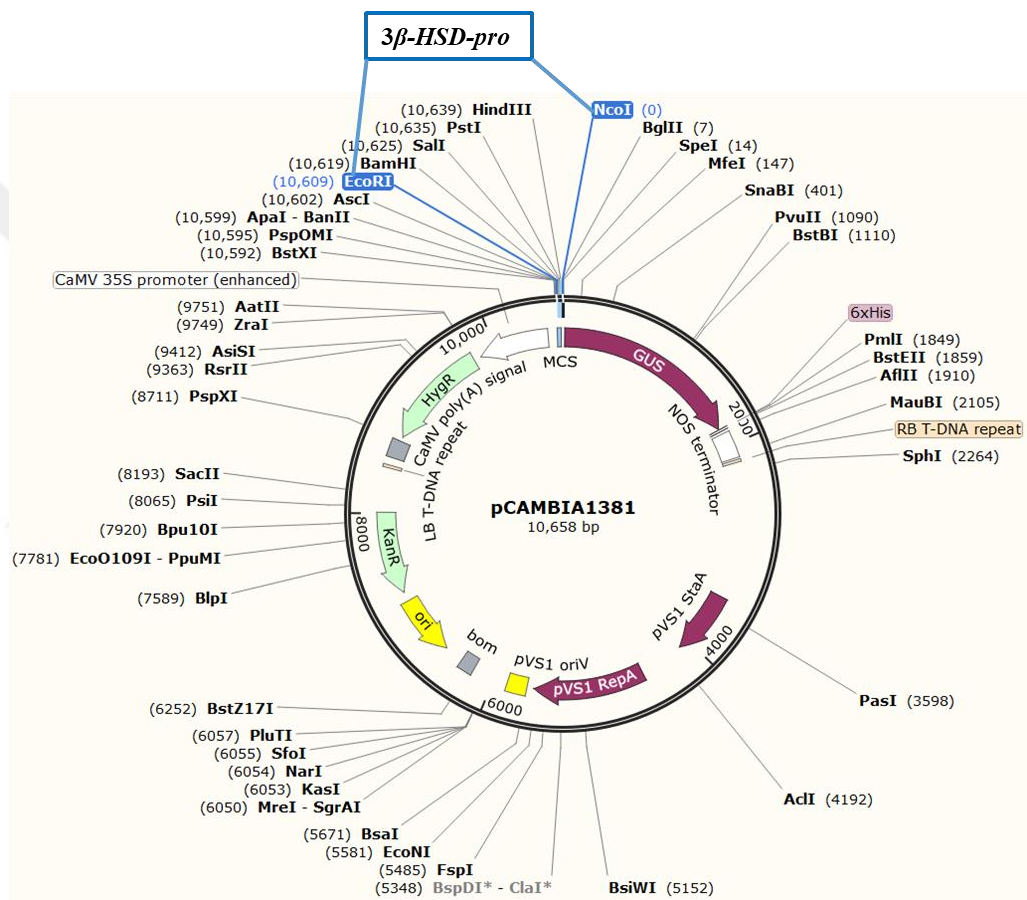 3β-HSD-pro
(10,639) HindIII
(10,635) PstI
(10,625) SalI
(10,619) BamHI
(10,609) EcoRI
(10,602) AscI
(10,599) ApaI - BanII
(10,595) PspOMI
(10,592) BstXI
CaMV 35S promoter (enhanced)
(9751) AatII
(9749) ZraI
(9412) AsiSI
(9363) RsrII
(8711) PspXI
(8193) SacII
(8065) PsiI
(7920) Bpu10I
(7781) EcoO109I - PpuMI
(7589) BlpI
(6252) BstZ17I
(6057) PluTI
(6055) SfoI
(6054) NarI
(6053) KasI
(6050) MreI - SgrAI
(5671) BsaI
(5581) EcoNI
(5485) FspI
(5348) BspDI* - ClaI*
NcoI (0)
BglII (7)
SpeI (14)
MfeI (147)
SnaBI (401)
PvuII (1090)
BstBI (1110)
6xHis
PmlI (1849)
BstEII (1859)
AflII (1910)
MauBI (2105)
RB T-DNA repeat
SphI (2264)
PasI (3598)
AclI (4192)
BsiWI (5152)
10,000
2000
4000
6000
8000
MCS
GUS
NOS terminator
pVS1 StaA
pVS1 RepA
pVS1 oriV
bom
ori
KanR
LB T-DNA repeat
CaMV poly(A) signal
HygR
pCAMBIA1381
10,658 bp